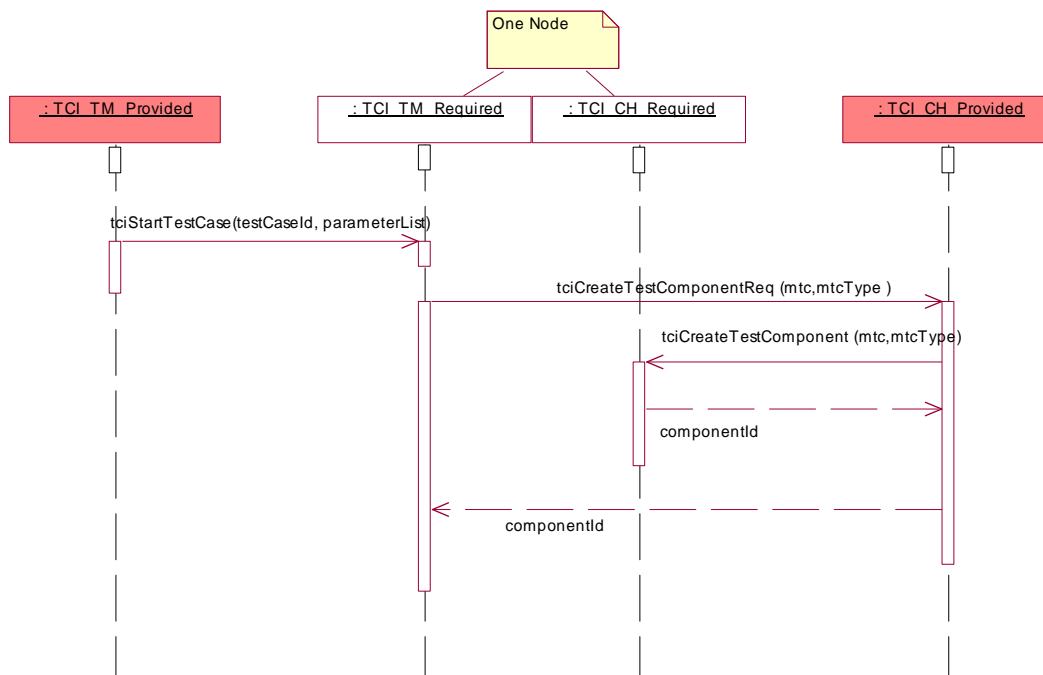 One Node
: TCI_TM_Provided
: TCI_TM_Required
: TCI_CH_Required
: TCI_CH_Provided
tciStartTestCase(testCaseId, parameterList)
tciCreateTestComponentReq (mtc,mtcType )
tciCreateTestComponent (mtc,mtcType)
componentId
componentId